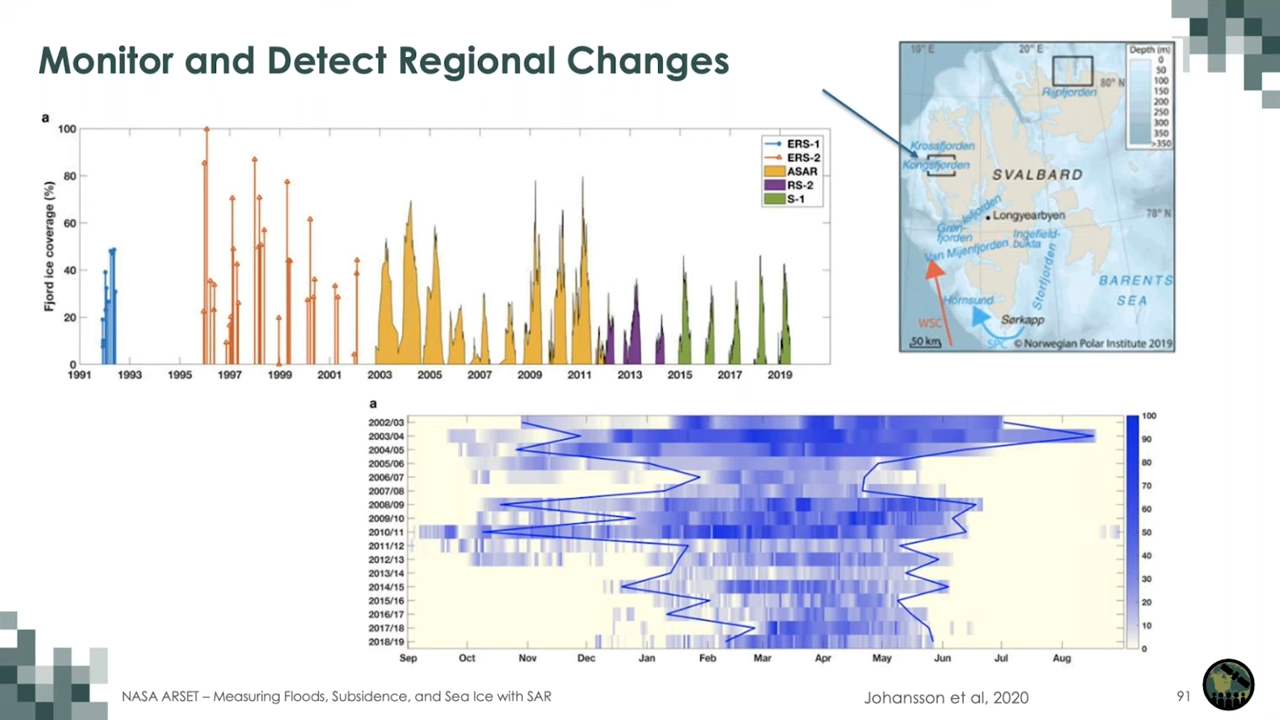 Monitor and Detect Regional Changes
a
Fjord ice coverage (%)
100
80
60
40
20
0
1991 1993 1995 1997 1999 2001 2003 2005 2007 2009 2011 2013 2015 2017 2019
ERS-1
ERS-2
ASAR
RS-2
S-1
10° E 20° E
Depth (m)
0
50
100
150
200
250
300
350
>350
80° N
Rijpfjorden
Krossfjorden
Kongsfjorden
SVALBARD
78° N
Isfjorden
Longyearbyen
Grøn-
fjorden
Ingefield-
bukta
Van Mijenfjorden
Storfjorden
BARENTS
SEA
Hornsund
WSC
Sørkapp
SPC
50 km
© Norwegian Polar Institute 2019
a
2002/03
2003/04
2004/05
2005/06
2006/07
2007/08
2008/09
2009/10
2010/11
2011/12
2012/13
2013/14
2014/15
2015/16
2016/17
2017/18
2018/19
Sep Oct Nov Dec Jan Feb Mar Apr May Jun Jul Aug
100
90
80
70
60
50
40
30
20
10
0
NASA ARSET – Measuring Floods, Subsidence, and Sea Ice with SAR
Johansson et al, 2020
91